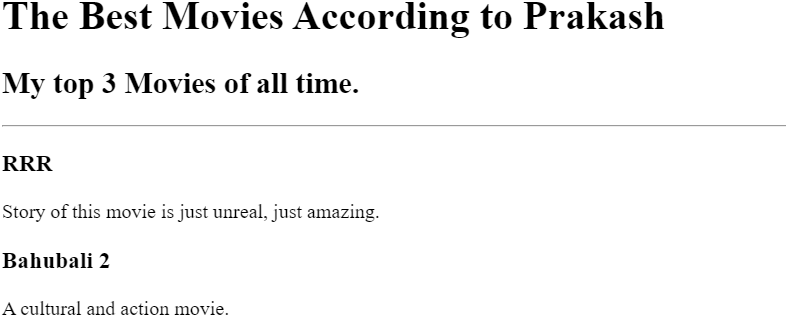 The Best Movies According to Prakash
My top 3 Movies of all time.
RRR
Story of this movie is just unreal, just amazing.
Bahubali 2
A cultural and action movie.